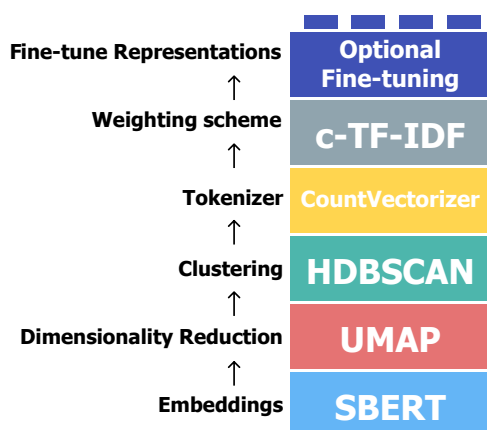 Fine-tune Representations
Optional
Fine-tuning
Weighting scheme
c-TF-IDF
Tokenizer
CountVectorizer
Clustering
HDBSCAN
Dimensionality Reduction
UMAP
Embeddings
SBERT